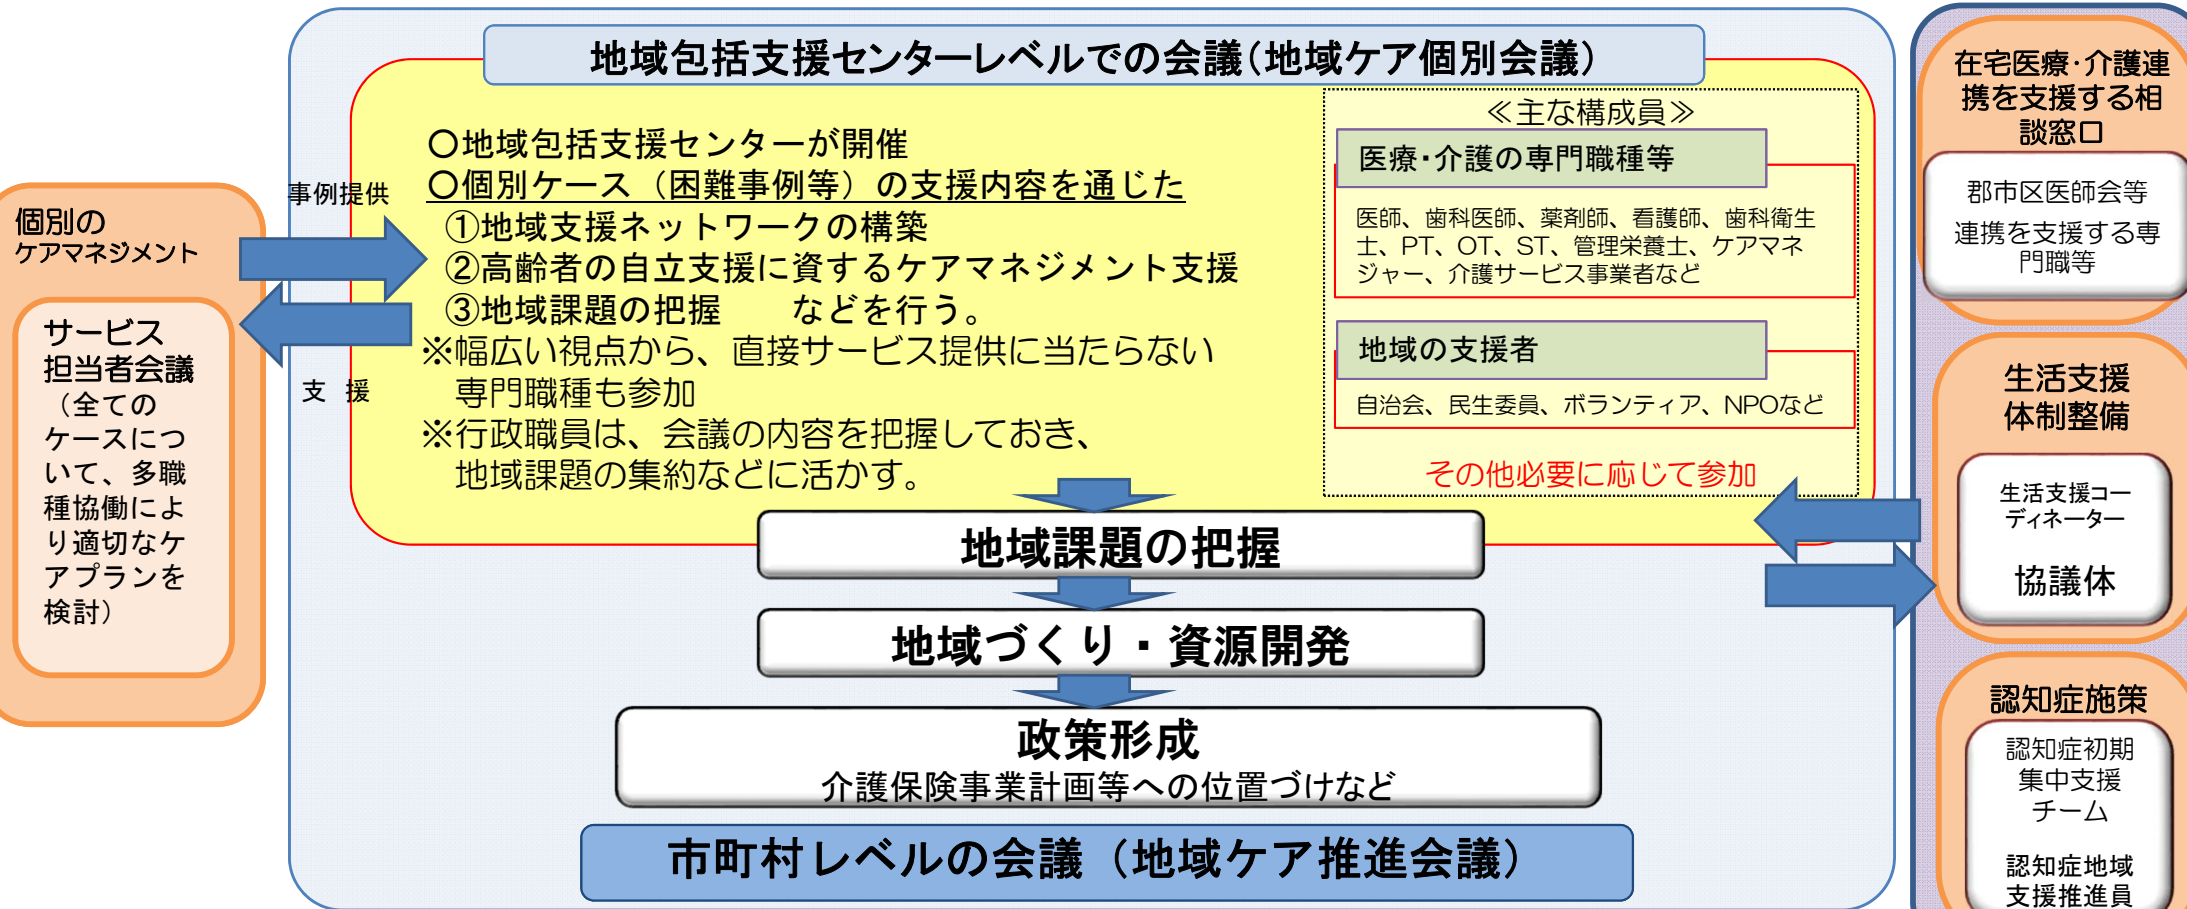 地域包括支援センターレベルでの会議（地域ケア個別会議）
個別の
ケアマネジメント
サービス
担当者会議
（全ての
ケースにつ
いて、多職
種協働によ
り適切なケ
アプランを
検討）
事例提供
支 援
〇地域包括支援センターが開催
〇個別ケース（困難事例等）の支援内容を通じた
①地域支援ネットワークの構築
②高齢者の自立支援に資するケアマネジメント支援
③地域課題の把握　　などを行う。
※幅広い視点から、直接サービス提供に当たらない
専門職種も参加
※行政職員は、会議の内容を把握しておき、
地域課題の集約などに活かす。
≪主な構成員≫
医療・介護の専門職種等
医師、歯科医師、薬剤師、看護師、歯科衛生
士、PT、OT、ST、管理栄養士、ケアマネ
ジャー、介護サービス事業者など
地域の支援者
自治会、民生委員、ボランティア、NPOなど
その他必要に応じて参加
地域課題の把握
地域づくり・資源開発
政策形成
介護保険事業計画等への位置づけなど
市町村レベルの会議（地域ケア推進会議）
在宅医療・介護連
携を支援する相
談窓口
郡市区医師会等
連携を支援する専
門職等
生活支援
体制整備
生活支援コー
ディネーター
協議体
認知症施策
認知症初期
集中支援
チーム
認知症地域
支援推進員